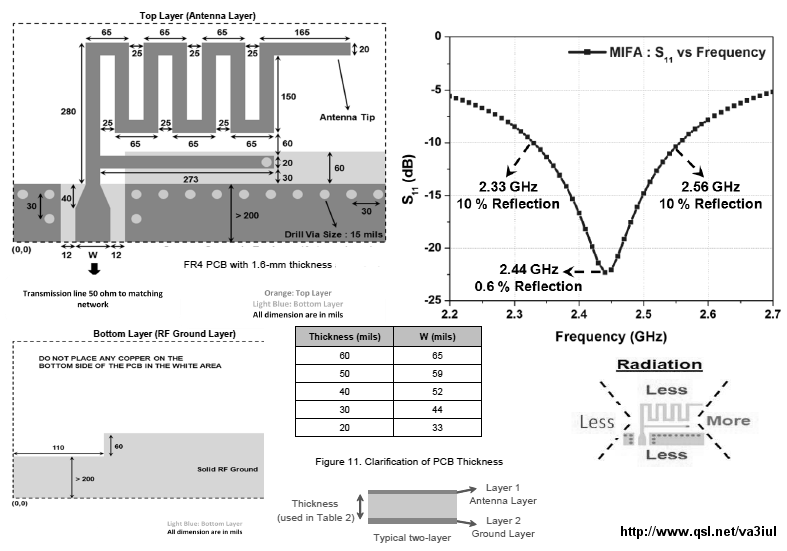 Top Layer (Antenna Layer)
65
65
65
165
25
25
25
20
280
150
Antenna Tip
25
25
25
65
65
65
60
20
60
273
30
40
30
> 200
30
Drill Via Size : 15 mils
(0,0)
12
W
12
FR4 PCB with 1.6-mm thickness
Transmission line 50 ohm to matching
network
Orange: Top Layer
Light Blue: Bottom Layer
All dimension are in mils
MIFA : S11 vs Frequency
0
-5
-10
-15
-20
-25
S11 (dB)
2.33 GHz
10 % Reflection
2.56 GHz
10 % Reflection
2.44 GHz
0.6 % Reflection
2.2 2.3 2.4 2.5 2.6 2.7
Frequency (GHz)
Bottom Layer (RF Ground Layer)
DO NOT PLACE ANY COPPER ON THE
BOTTOM SIDE OF THE PCB IN THE WHITE AREA
110
60
> 200
Solid RF Ground
(0,0)
Light Blue: Bottom Layer
All dimension are in mils
Thickness (mils) W (mils)
60 65
50 59
40 52
30 44
20 33
Figure 11. Clarification of PCB Thickness
Thickness
(used in Table 2)
Layer 1
Antenna Layer
Layer 2
Ground Layer
Typical two-layer
Radiation
Less
Less
More
Less
http://www.qsl.net/va3iul